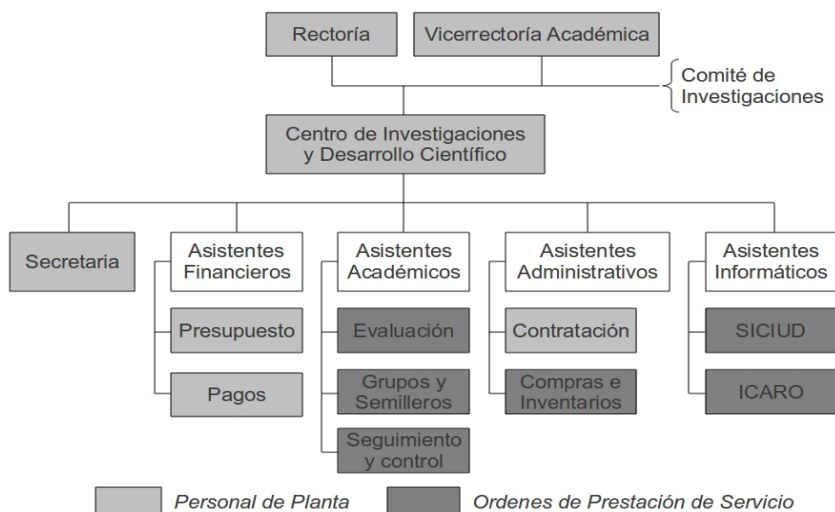 Rectoría
Vicerrectoría Académica
Comité de
Investigaciones
Centro de Investigaciones
y Desarrollo Científico
Secretaria
Asistentes
Financieros
Asistentes
Académicos
Asistentes
Administrativos
Asistentes
Informáticos
Presupuesto
Evaluación
Contratación
SICIUD
Pagos
Grupos y
Semilleros
Compras e
Inventarios
ICARO
Seguimiento
y control
Personal de Planta
Ordenes de Prestación de Servicio